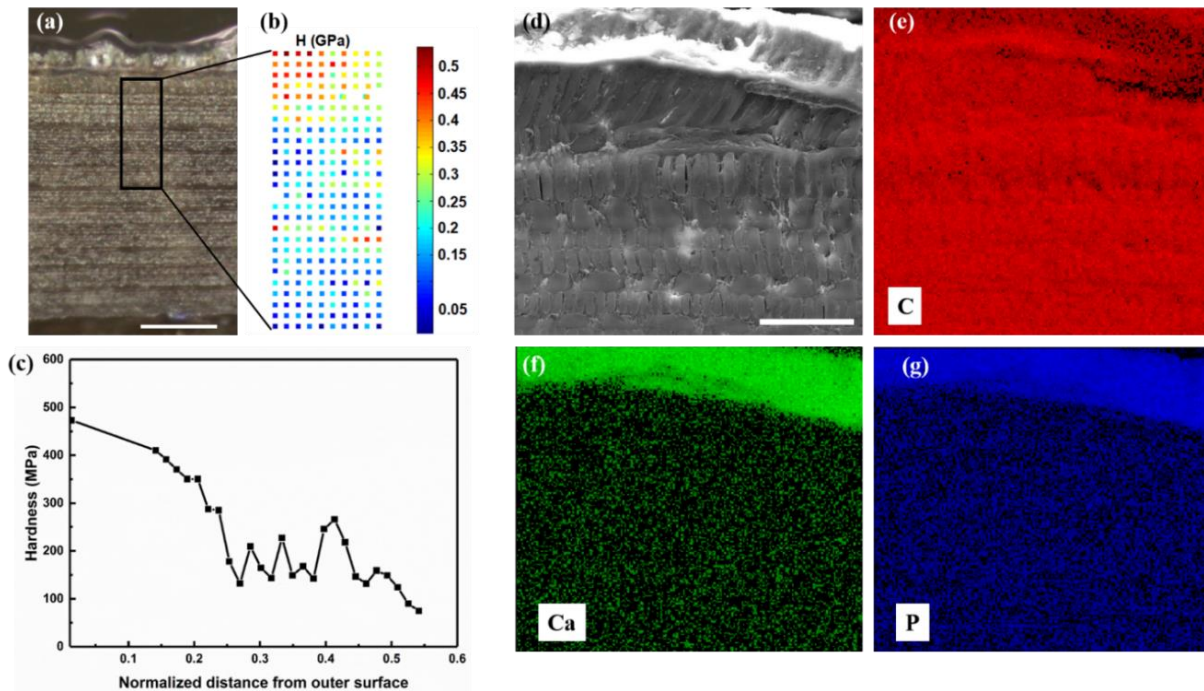 (a)
(b)
H (GPa)
0.5
0.45
0.4
0.35
0.3
0.25
0.2
0.15
0.1
0.05
(c)
600
500
400
300
200
100
0
Hardness (MPa)
0.1 0.2 0.3 0.4 0.5 0.6
Normalized distance from outer surface
(d)
(e)
C
(f)
Ca
(g)
P